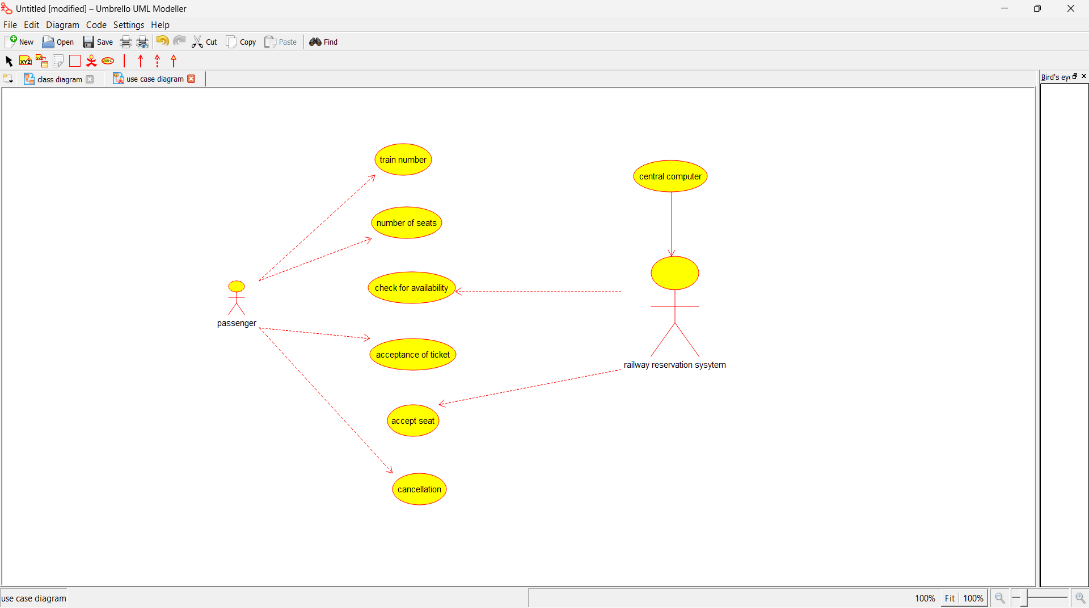 Untitled [modified] – Umbrello UML Modeller
File Edit Diagram Code Settings Help
New Open Save Cut Copy Paste Find
class diagram use case diagram
Bird's eye
train number
central computer
number of seats
check for availability
passenger
acceptance of ticket
railway reservation sysytem
accept seat
cancellation
use case diagram 100% Fit 100%